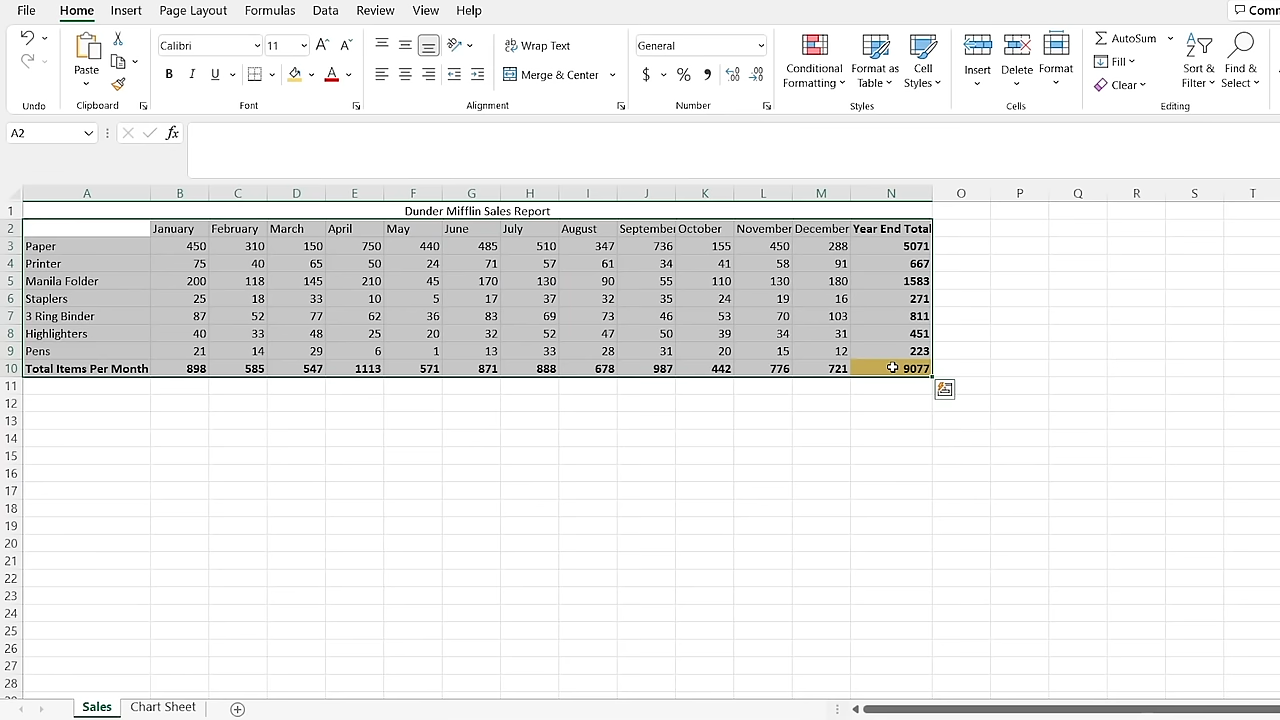 File Home Insert Page Layout Formulas Data Review View Help
Calibri 11 A A Wrap Text General AutoSum
Paste B I U A Merge & Center $ % Conditional Formatting Format as Table Cell Styles Insert Delete Format Fill Clear Sort & Filter Find & Select
Undo Clipboard Font Alignment Number Styles Cells Editing
A2 fx
A B C D E F G H I J K L M N O P Q R S T
1 Dunder Mifflin Sales Report
2 January February March April May June July August September October November December Year End Total
3 Paper 450 310 150 750 440 485 510 347 736 155 450 288 5071
4 Printer 75 40 65 50 24 71 57 61 34 41 58 91 667
5 Manila Folder 200 118 145 210 45 170 130 90 55 110 130 180 1583
6 Staplers 25 18 33 10 5 17 37 32 35 24 19 16 271
7 3 Ring Binder 87 52 77 62 36 83 69 73 46 53 70 103 811
8 Highlighters 40 33 48 25 20 32 52 47 50 39 34 31 451
9 Pens 21 14 29 6 1 13 33 28 31 20 15 12 223
10 Total Items Per Month 898 585 547 1113 571 871 888 678 987 442 776 721 9077
11
12
13
14
15
16
17
18
19
20
21
22
23
24
25
26
27
28
Sales Chart Sheet